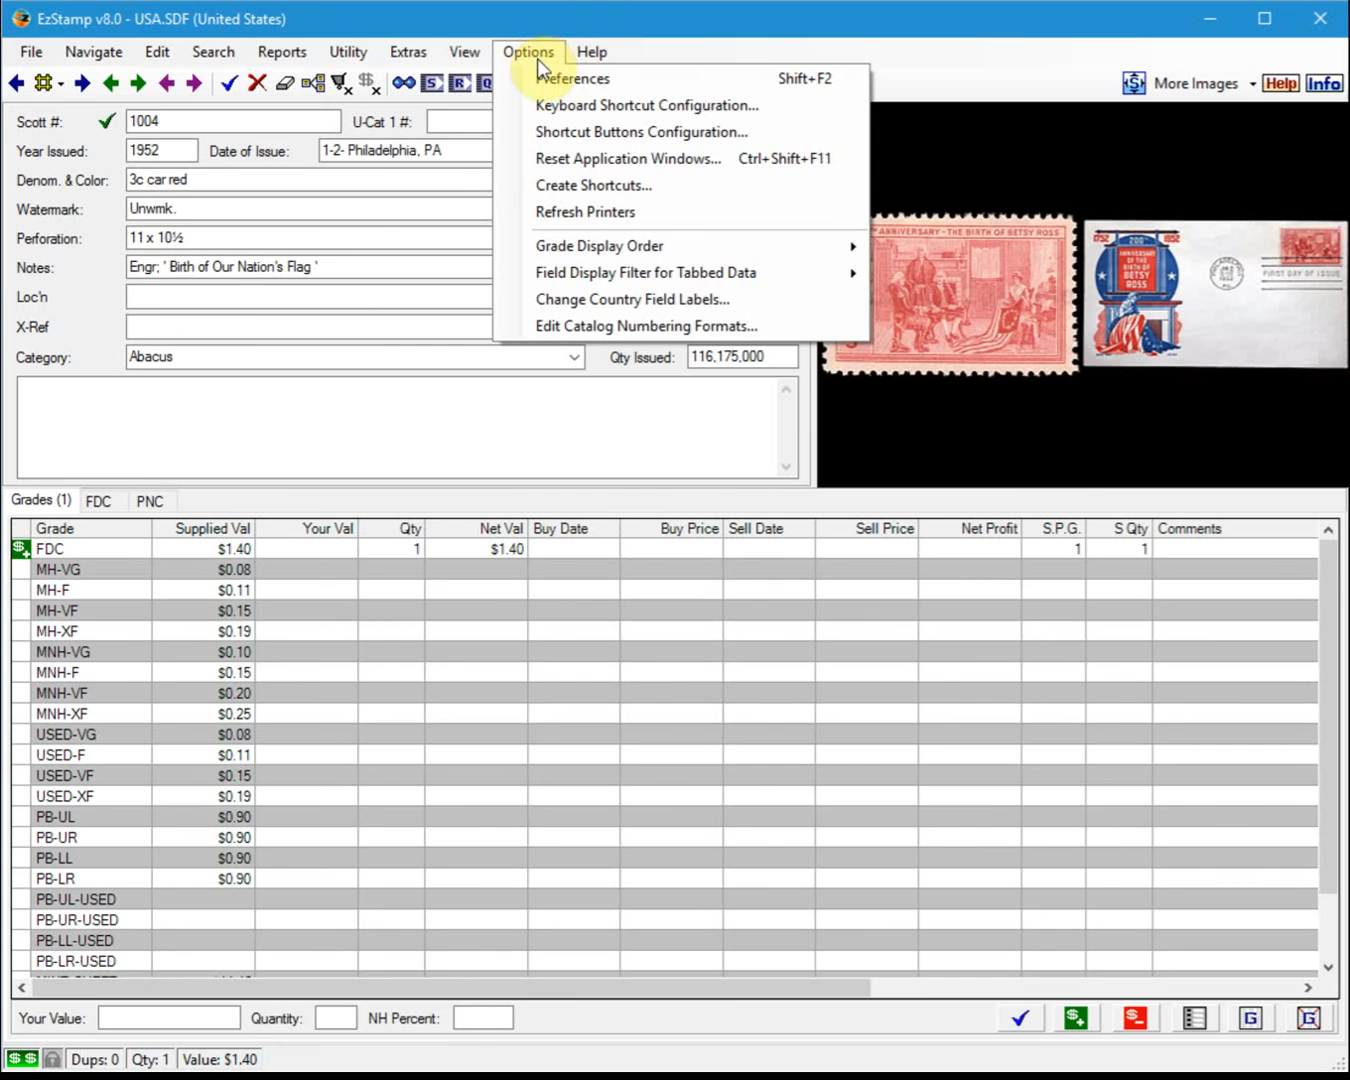 EzStamp v8.0 - USA.SDF (United States)
File Navigate Edit Search Reports Utility Extras View Options Help
More Images Help Info
Preferences Shift+F2
Keyboard Shortcut Configuration...
Shortcut Buttons Configuration...
Reset Application Windows... Ctrl+Shift+F11
Create Shortcuts...
Refresh Printers
Grade Display Order
Field Display Filter for Tabbed Data
Change Country Field Labels...
Edit Catalog Numbering Formats...
Scott #: 1004 U-Cat 1 #:
Year Issued: 1952 Date of Issue: 1-2- Philadelphia, PA
Denom. & Color: 3c car red
Watermark: Unwmk.
Perforation: 11 x 10½
Notes: Engr; ' Birth of Our Nation's Flag '
Loc'n
X-Ref
Category: Abacus Qty Issued: 116,175,000
ANNIVERSARY - THE BIRTH OF BETSY ROSS
1752 200th 1952
ANNIVERSARY
OF THE
BIRTH OF
BETSY
ROSS
FIRST DAY OF ISSUE
Grades (1) FDC PNC
Grade Supplied Val Your Val Qty Net Val Buy Date Buy Price Sell Date Sell Price Net Profit S.P.G. S Qty Comments
FDC $1.40 1 $1.40 1 1
MH-VG $0.08
MH-F $0.11
MH-VF $0.15
MH-XF $0.19
MNH-VG $0.10
MNH-F $0.15
MNH-VF $0.20
MNH-XF $0.25
USED-VG $0.08
USED-F $0.11
USED-VF $0.15
USED-XF $0.19
PB-UL $0.90
PB-UR $0.90
PB-LL $0.90
PB-LR $0.90
PB-UL-USED
PB-UR-USED
PB-LL-USED
PB-LR-USED
Your Value: Quantity: NH Percent:
Dups: 0 Qty: 1 Value: $1.40